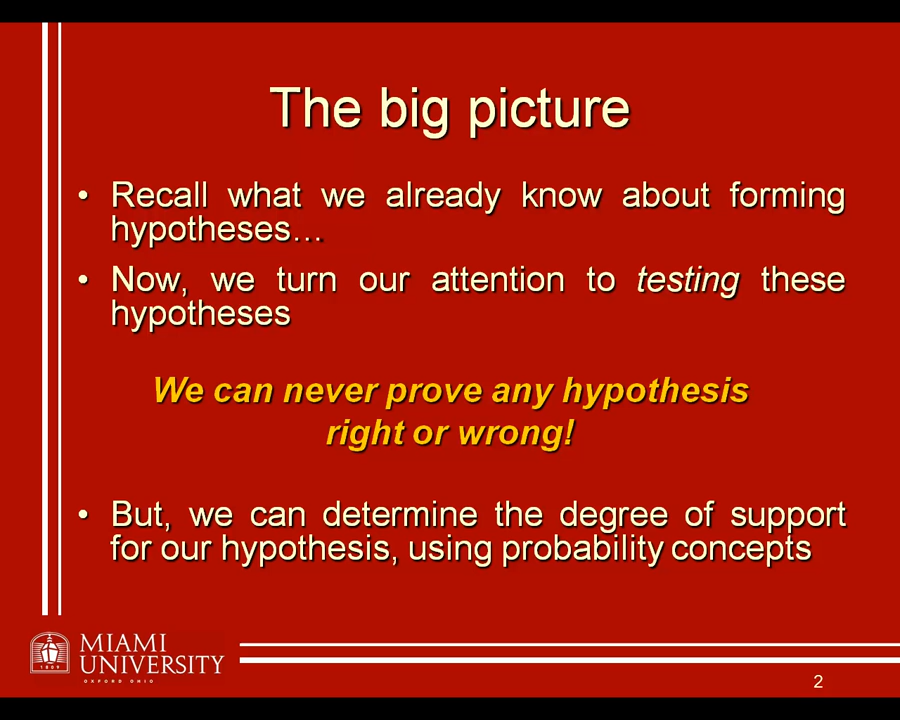 The big picture
• Recall what we already know about forming
hypotheses…
• Now, we turn our attention to testing these
hypotheses
We can never prove any hypothesis
right or wrong!
• But, we can determine the degree of support
for our hypothesis, using probability concepts
1809
MIAMI
UNIVERSITY
OXFORD OHIO
2